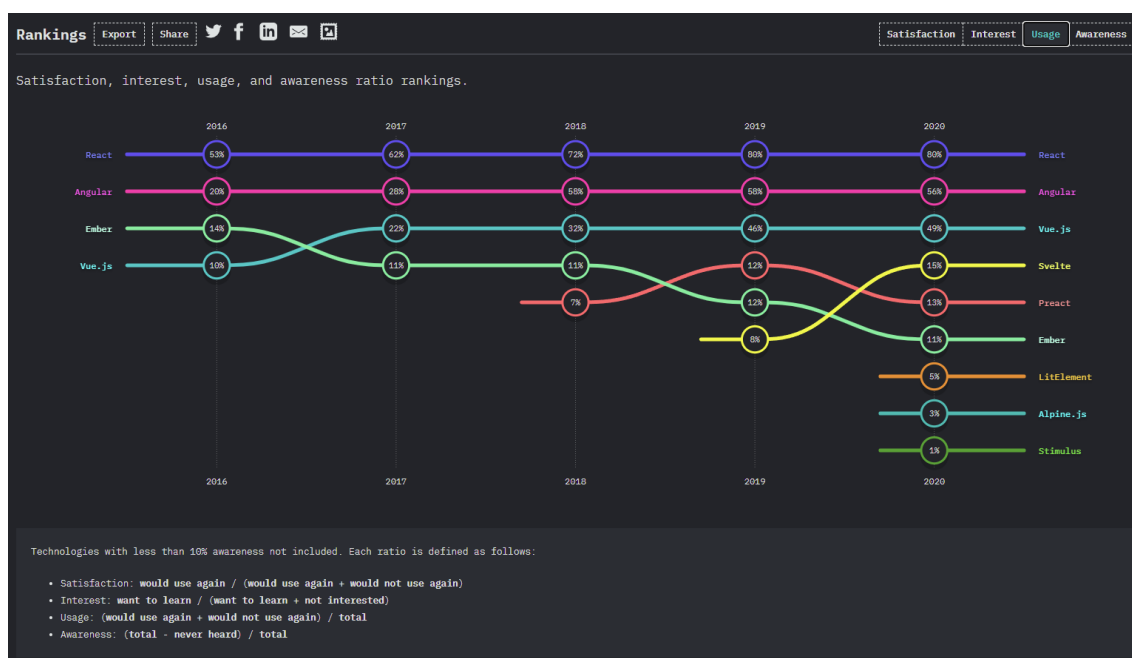 Rankings Export Share Satisfaction Interest Usage Awareness
Satisfaction, interest, usage, and awareness ratio rankings.
2016 2017 2018 2019 2020
React 53% 62% 72% 80% 80% React
Angular 20% 28% 58% 58% 56% Angular
Ember 14% 22% 32% 46% 49% Vue.js
Vue.js 10% 11% 11% 12% 15% Svelte
7% 12% 13% Preact
8% 11% Ember
5% LitElement
3% Alpine.js
1% Stimulus
2016 2017 2018 2019 2020
Technologies with less than 10% awareness not included. Each ratio is defined as follows:
• Satisfaction: would use again / (would use again + would not use again)
• Interest: want to learn / (want to learn + not interested)
• Usage: (would use again + would not use again) / total
• Awareness: (total - never heard) / total